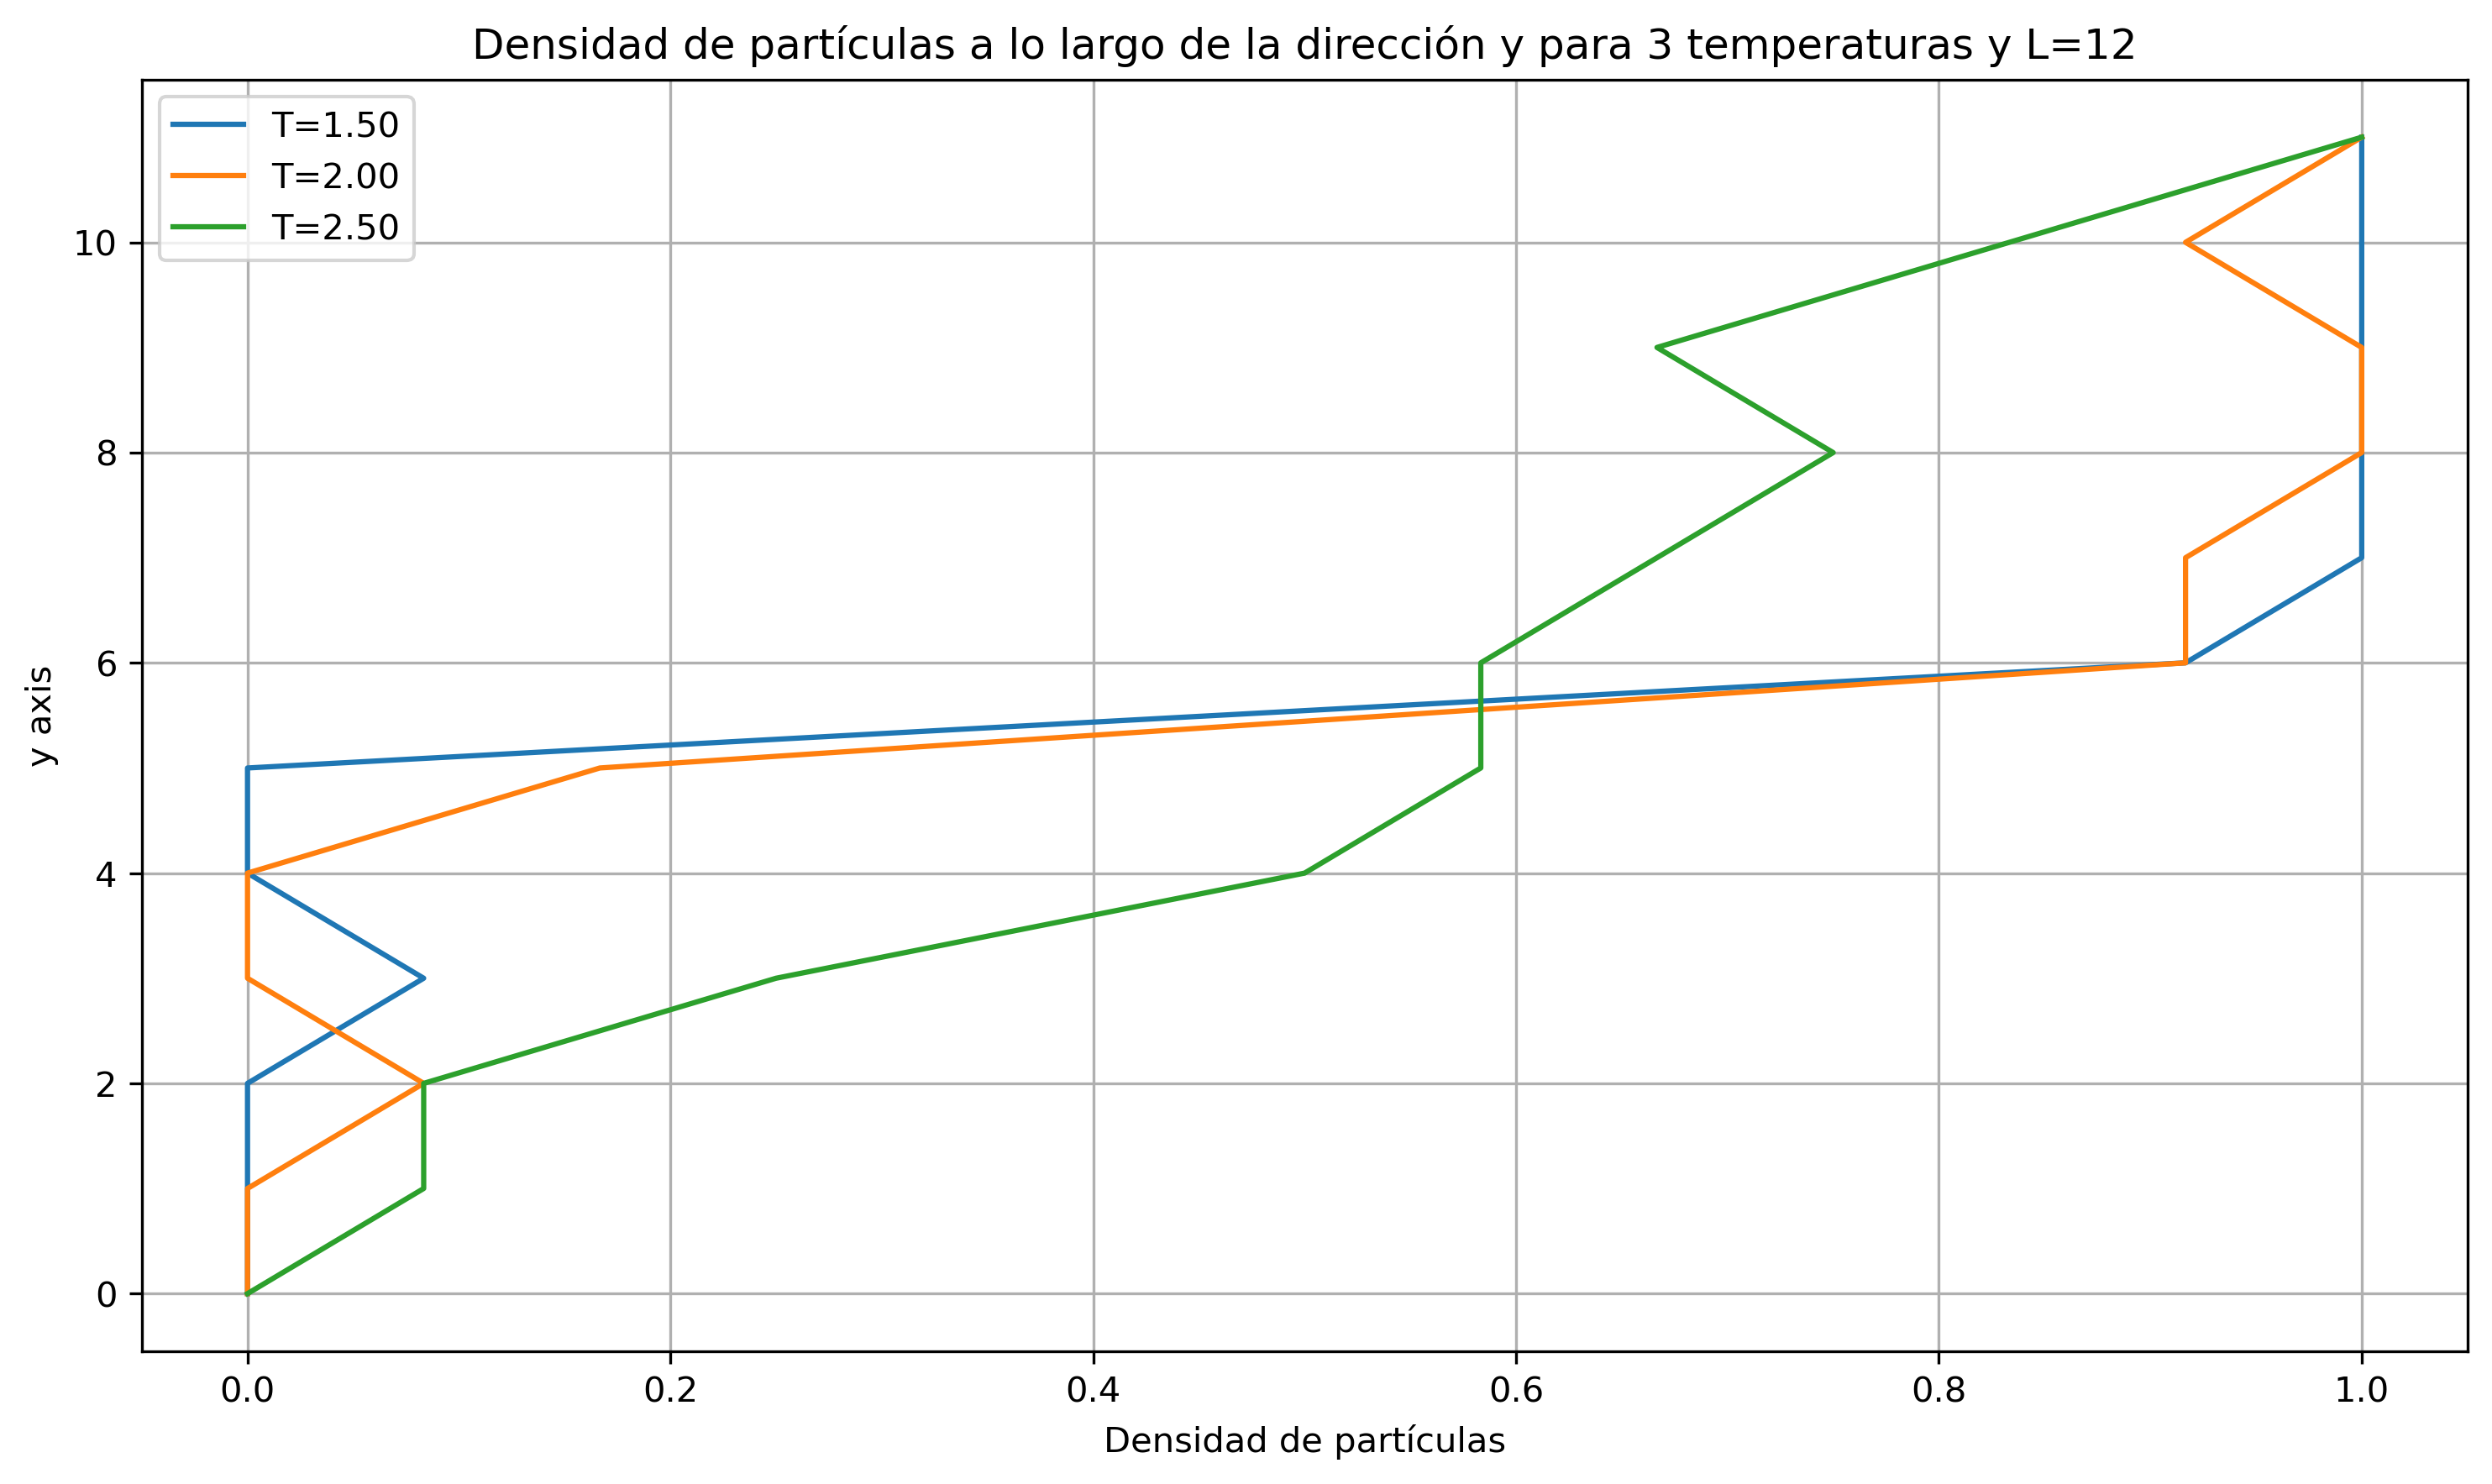 Densidad de partículas a lo largo de la dirección y para 3 temperaturas y L=12
T=1.50
T=2.00
T=2.50
10
8
6
4
2
0
y axis
0.0 0.2 0.4 0.6 0.8 1.0
Densidad de partículas